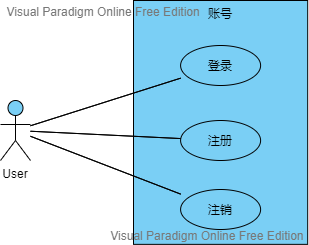 Visual Paradigm Online Free Edition
账号
登录
注册
User
注销
Visual Paradigm Online Free Edition